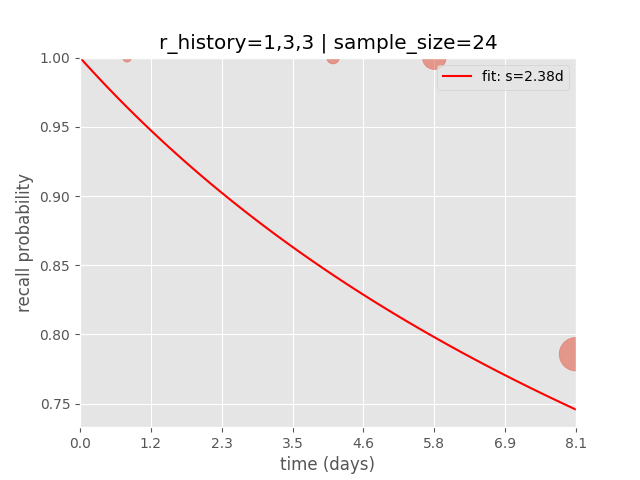 r_history=1,3,3 | sample_size=24
fit: s=2.38d
recall probability
1.00
0.95
0.90
0.85
0.80
0.75
0.0 1.2 2.3 3.5 4.6 5.8 6.9 8.1
time (days)